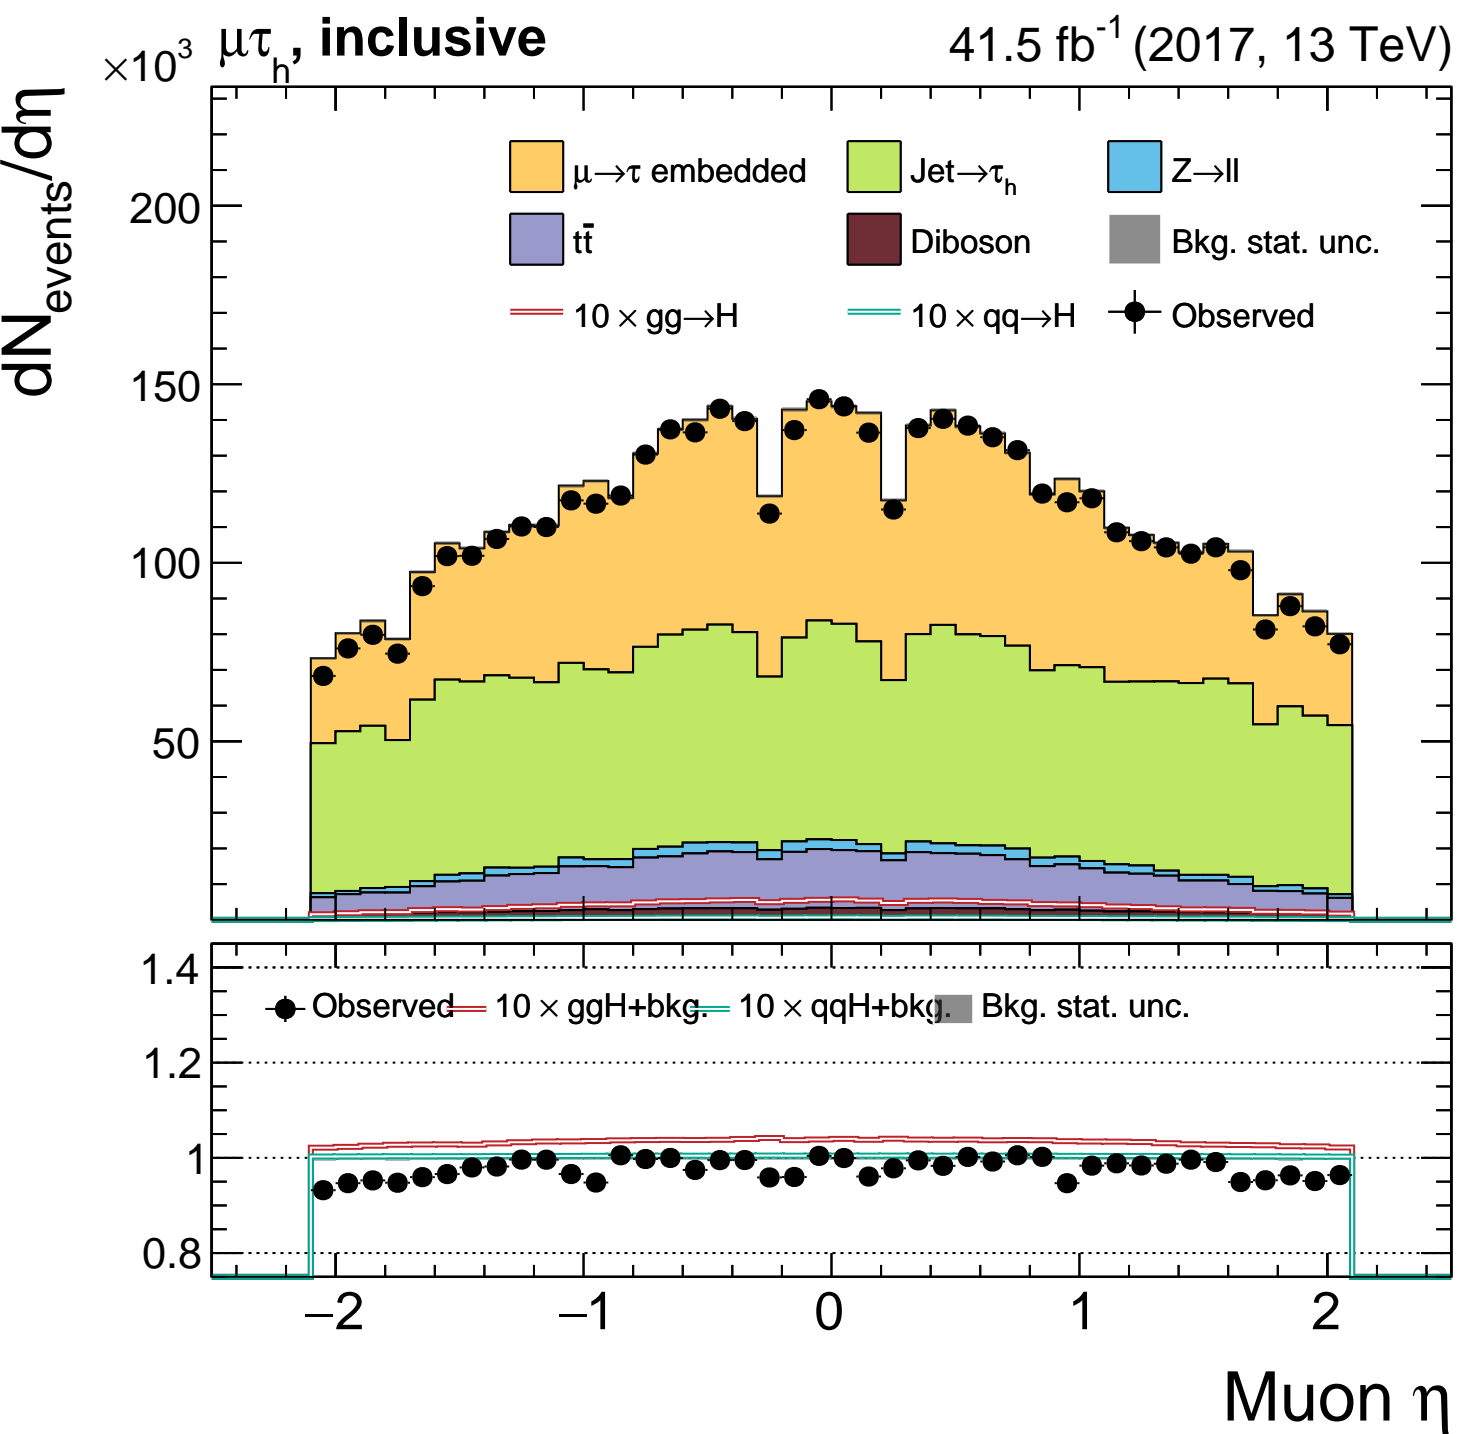 ×10³ μτₕ, inclusive 41.5 fb⁻¹ (2017, 13 TeV)
dN_events/dη
μ→τ embedded Jet→τₕ Z→ll
tt̄ Diboson Bkg. stat. unc.
10 × gg→H 10 × qq→H Observed
200
150
100
50
1.4
Observed 10 × ggH+bkg. 10 × qqH+bkg. Bkg. stat. unc.
1.2
1
0.8
−2 −1 0 1 2
Muon η